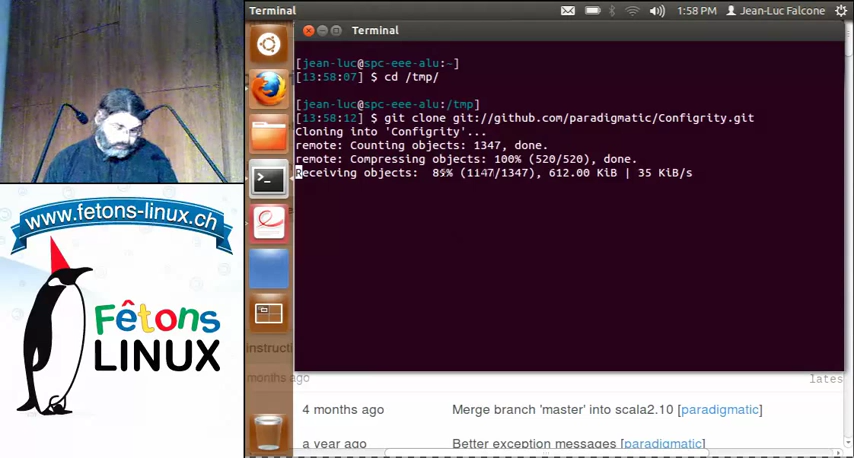 Terminal
1:58 PM
Jean-Luc Falcone
Terminal
[jean-luc@spc-eee-alu:~]
[13:58:07] $ cd /tmp/
[jean-luc@spc-eee-alu:/tmp]
[13:58:12] $ git clone git://github.com/paradigmatic/Configrity.git
Cloning into 'Configrity'...
remote: Counting objects: 1347, done.
remote: Compressing objects: 100% (520/520), done.
Receiving objects: (1147/1347), 612.00 KiB | 35 KiB/s
www.fetons-linux.ch
Fêtons
LINUX
instructi
months ago
lates
4 months ago Merge branch 'master' into scala2.10 [paradigmatic]
a year ago Better exception messages [paradigmatic]